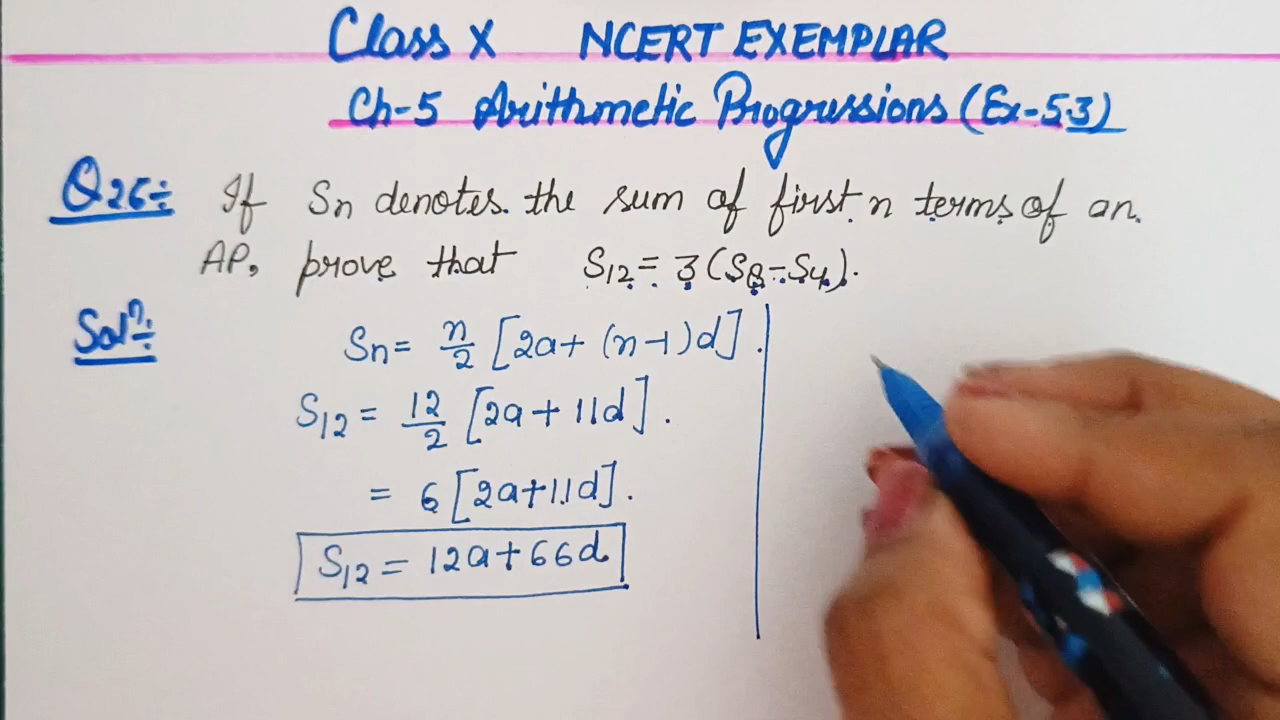 Class X NCERT EXEMPLAR
Ch-5 Arithmetic Progressions (Ex-5.3)
Q26÷ If Sn denotes the sum of first n terms of an
AP, prove that S12 = 3(S8-S4).
Solⁿ÷ Sn = n/2 [2a+ (n-1)d].
S12 = 12/2 [2a+11d].
= 6[2a+11d].
S12 = 12a+66d